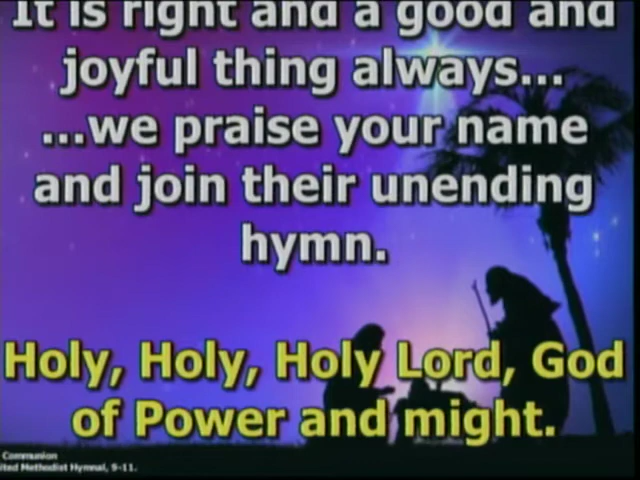 It is right and a good and
joyful thing always...
...we praise your name
and join their unending
hymn.
Holy, Holy, Holy Lord, God
of Power and might.
Communion
ited Methodist Hymnal, 9-11.